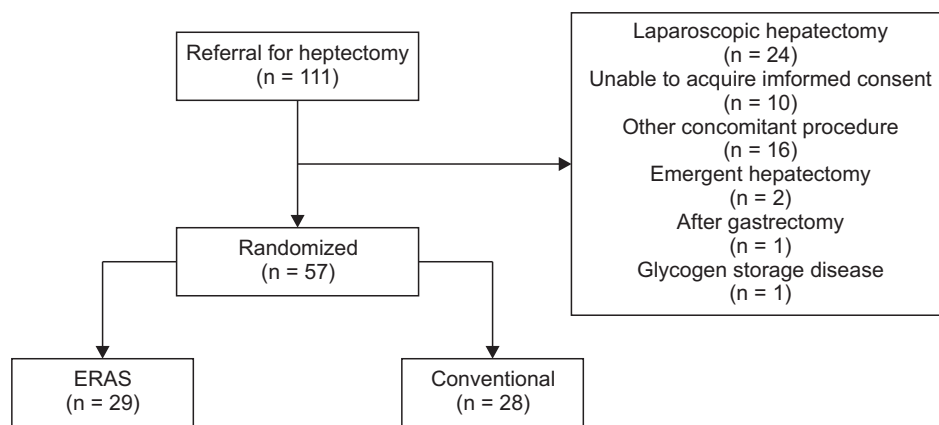 Referral for heptectomy
(n = 111)
Laparoscopic hepatectomy
(n = 24)
Unable to acquire imformed consent
(n = 10)
Other concomitant procedure
(n = 16)
Emergent hepatectomy
(n = 2)
After gastrectomy
(n = 1)
Glycogen storage disease
(n = 1)
Randomized
(n = 57)
ERAS
(n = 29)
Conventional
(n = 28)